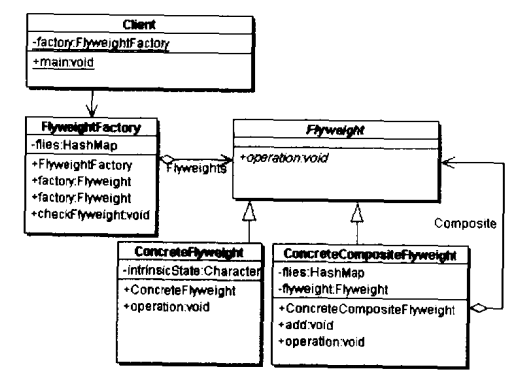 Client
-factory:FlyweightFactory
+main:void
FlyweightFactory
-flies:HashMap
+FlyweightFactory
+factory:Flyweight
+factory:Flyweight
+checkFlyweight:void
Flyweights
Flyweight
+operation:void
Composite
ConcreteFlyweight
-intrinsicState:Character
+ConcreteFlyweight
+operation:void
ConcreteCompositeFlyweight
-flies:HashMap
-flyweight:Flyweight
+ConcreteCompositeFlyweight
+add:void
+operation:void